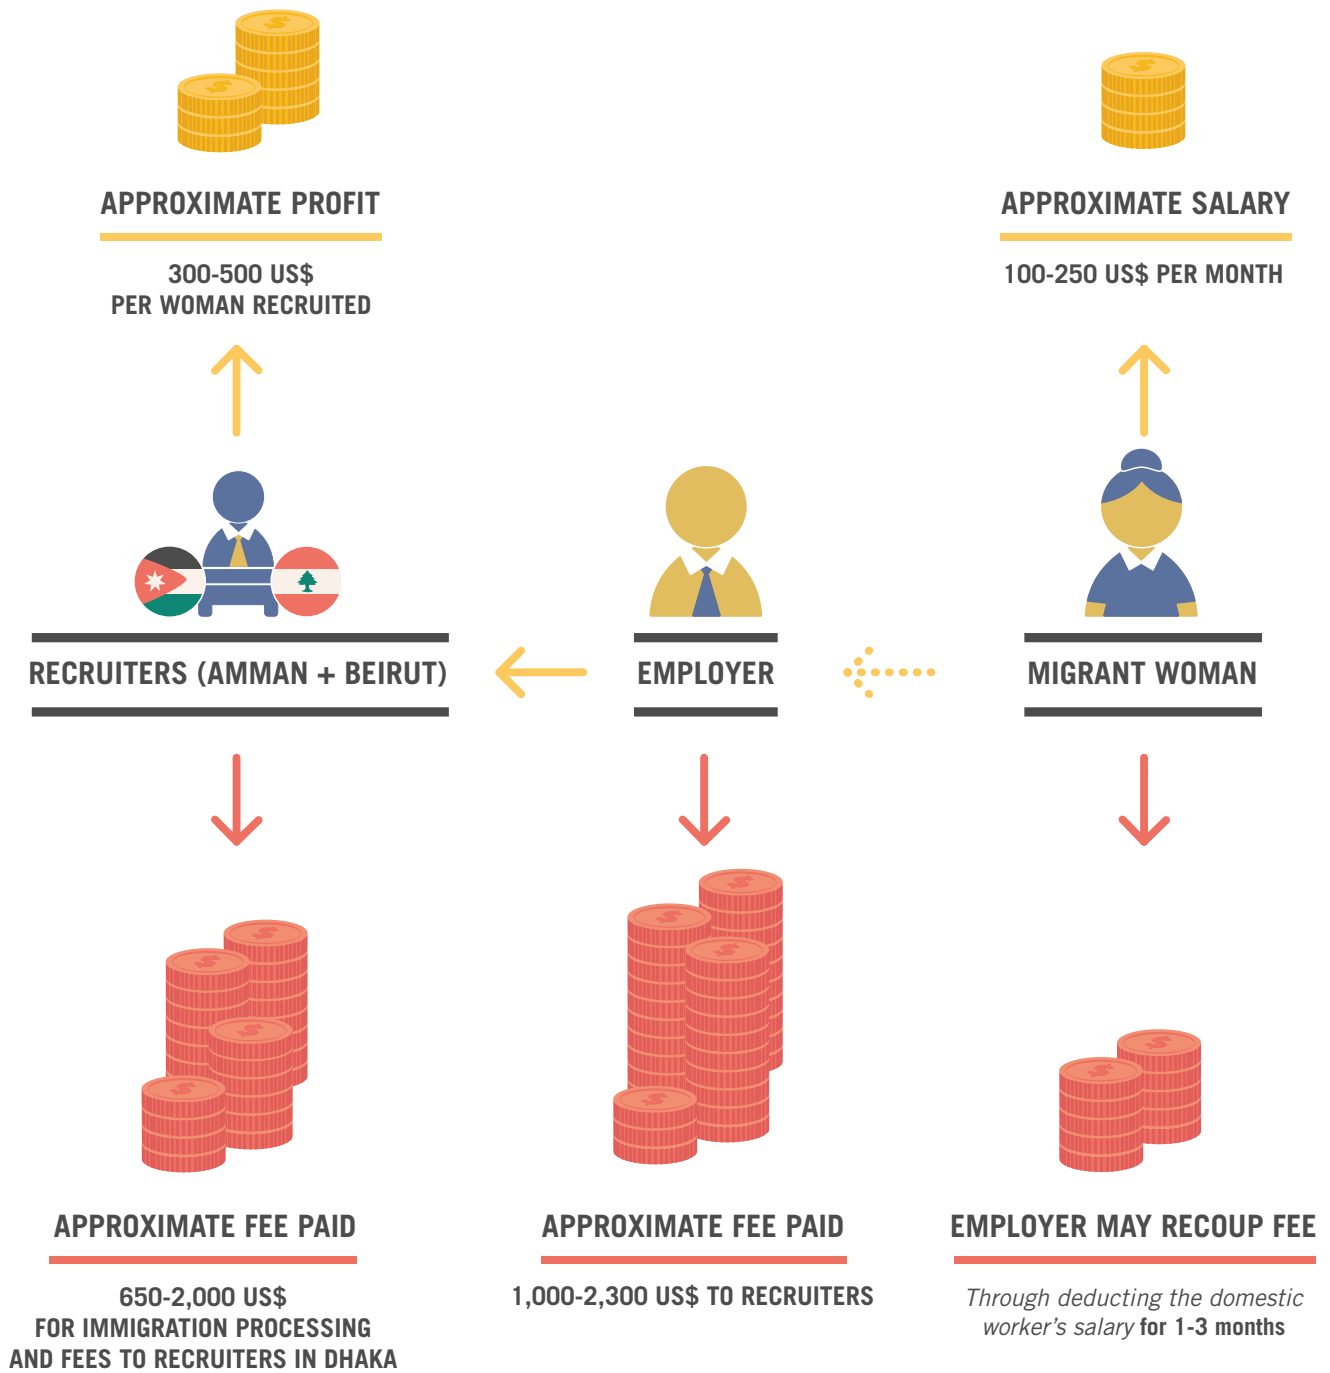 APPROXIMATE PROFIT
300-500 US$
PER WOMAN RECRUITED
APPROXIMATE SALARY
100-250 US$ PER MONTH
RECRUITERS (AMMAN + BEIRUT)
EMPLOYER
MIGRANT WOMAN
APPROXIMATE FEE PAID
650-2,000 US$
FOR IMMIGRATION PROCESSING
AND FEES TO RECRUITERS IN DHAKA
APPROXIMATE FEE PAID
1,000-2,300 US$ TO RECRUITERS
EMPLOYER MAY RECOUP FEE
Through deducting the domestic
worker's salary for 1-3 months